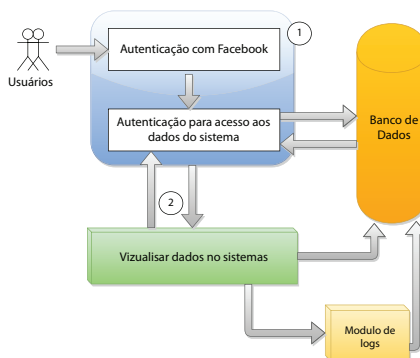 1
Autenticação com Facebook
Usuários
Autenticação para acesso aos
dados do sistema
Banco de
Dados
2
Vizualisar dados no sistemas
Modulo de
logs